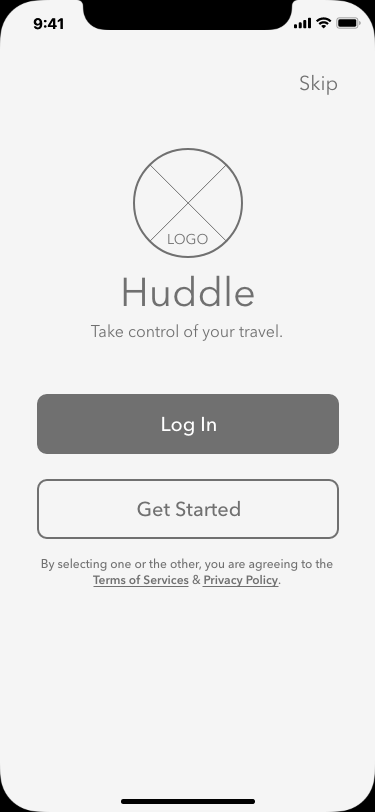 9:41
Skip
LOGO
Huddle
Take control of your travel.
Log In
Get Started
By selecting one or the other, you are agreeing to the
Terms of Services & Privacy Policy.